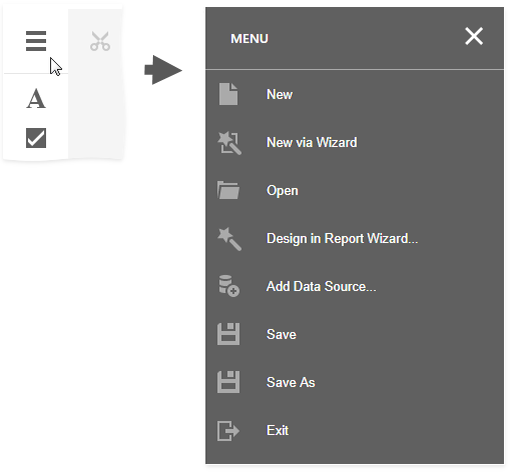 MENU
New
New via Wizard
Open
Design in Report Wizard...
Add Data Source...
Save
Save As
Exit